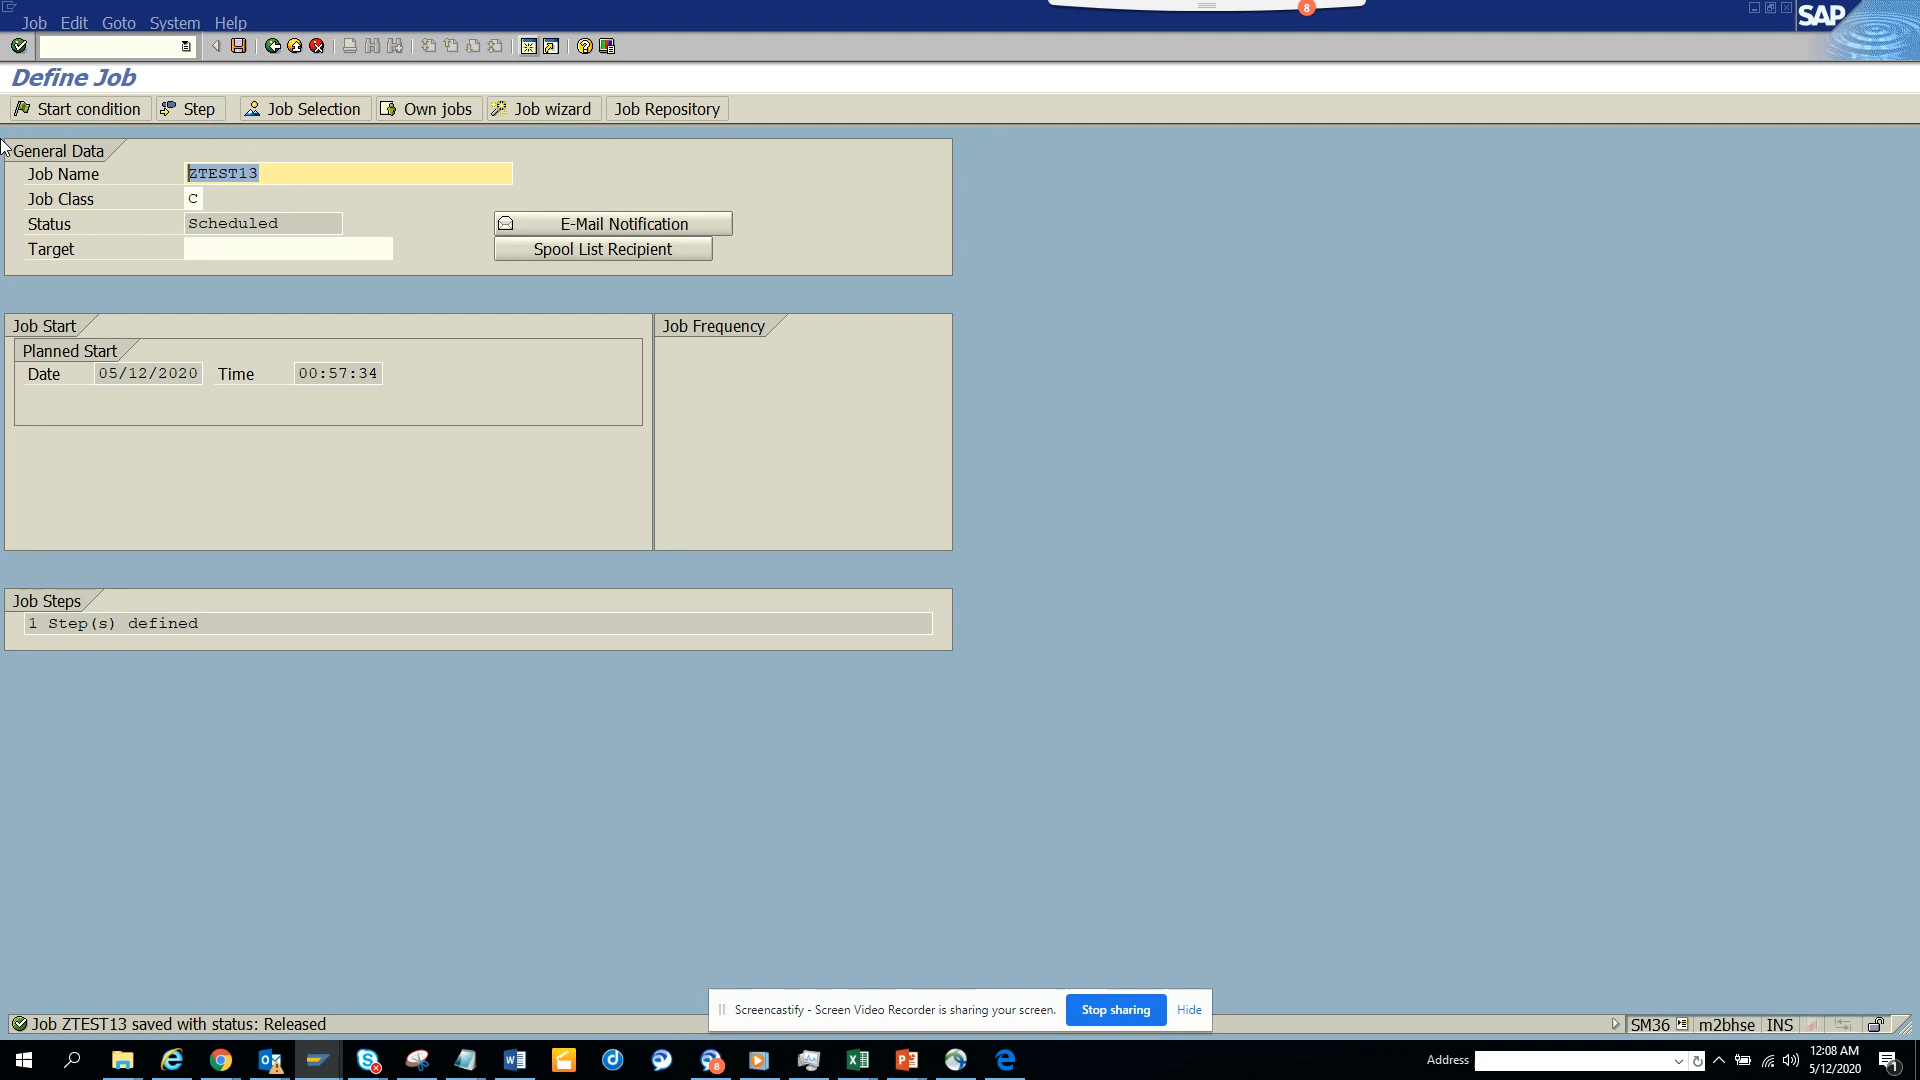 Job Edit Goto System Help
8
SAP
Define Job
Start condition Step Job Selection Own jobs Job wizard Job Repository
General Data
Job Name ZTEST13
Job Class C
Status Scheduled E-Mail Notification
Target Spool List Recipient
Job Start Job Frequency
Planned Start
Date 05/12/2020 Time 00:57:34
Job Steps
1 Step(s) defined
Screencastify - Screen Video Recorder is sharing your screen. Stop sharing Hide
Job ZTEST13 saved with status: Released SM36 m2bhse INS
8
Address
12:08 AM
5/12/2020
1